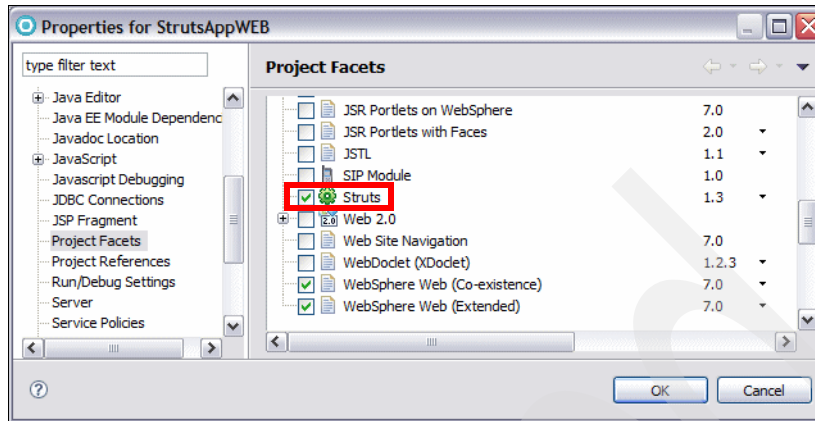 Properties for StrutsAppWEB
type filter text
Project Facets
Java Editor
Java EE Module Dependenc
Javadoc Location
JavaScript
Javascript Debugging
JDBC Connections
JSP Fragment
Project Facets
Project References
Run/Debug Settings
Server
Service Policies
JSR Portlets on WebSphere 7.0
JSR Portlets with Faces 2.0
JSTL 1.1
SIP Module 1.0
Struts 1.3
2.0 Web 2.0
Web Site Navigation 7.0
WebDoclet (XDoclet) 1.2.3
WebSphere Web (Co-existence) 7.0
WebSphere Web (Extended) 7.0
?
OK Cancel